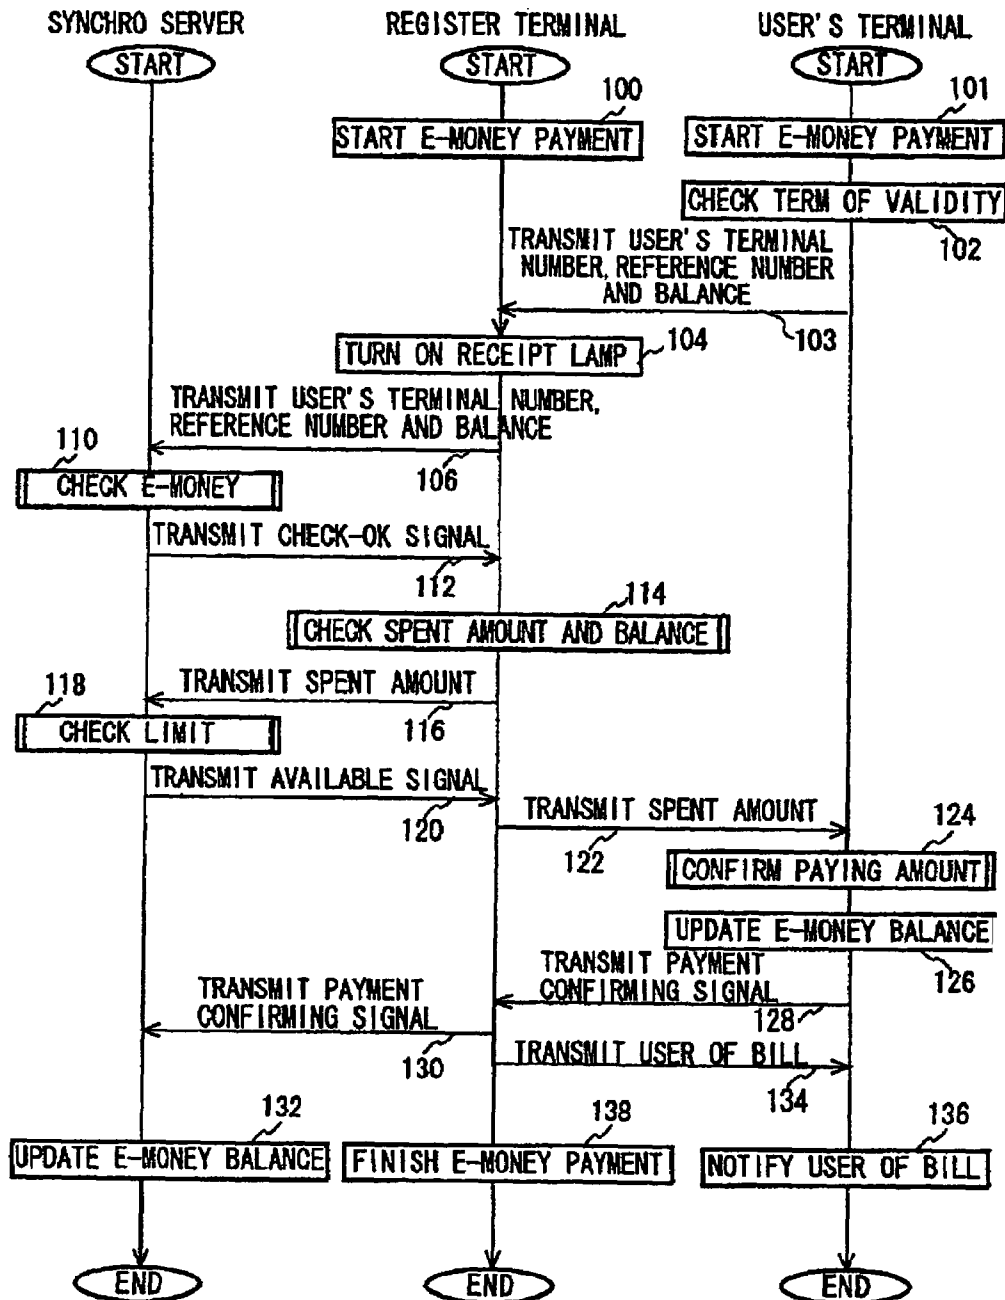 SYNCHRO SERVER
REGISTER TERMINAL
USER'S TERMINAL
START
START
START
100
101
START E-MONEY PAYMENT
START E-MONEY PAYMENT
CHECK TERM OF VALIDITY
102
TRANSMIT USER'S TERMINAL
NUMBER, REFERENCE NUMBER
AND BALANCE
103
TURN ON RECEIPT LAMP
104
TRANSMIT USER'S TERMINAL NUMBER,
REFERENCE NUMBER AND BALANCE
106
110
CHECK E-MONEY
TRANSMIT CHECK-OK SIGNAL
112
114
CHECK SPENT AMOUNT AND BALANCE
TRANSMIT SPENT AMOUNT
116
118
CHECK LIMIT
TRANSMIT AVAILABLE SIGNAL
120
TRANSMIT SPENT AMOUNT
122
124
CONFIRM PAYING AMOUNT
UPDATE E-MONEY BALANCE
126
TRANSMIT PAYMENT
CONFIRMING SIGNAL
128
TRANSMIT PAYMENT
CONFIRMING SIGNAL
130
TRANSMIT USER OF BILL
134
132
138
136
UPDATE E-MONEY BALANCE
FINISH E-MONEY PAYMENT
NOTIFY USER OF BILL
END
END
END